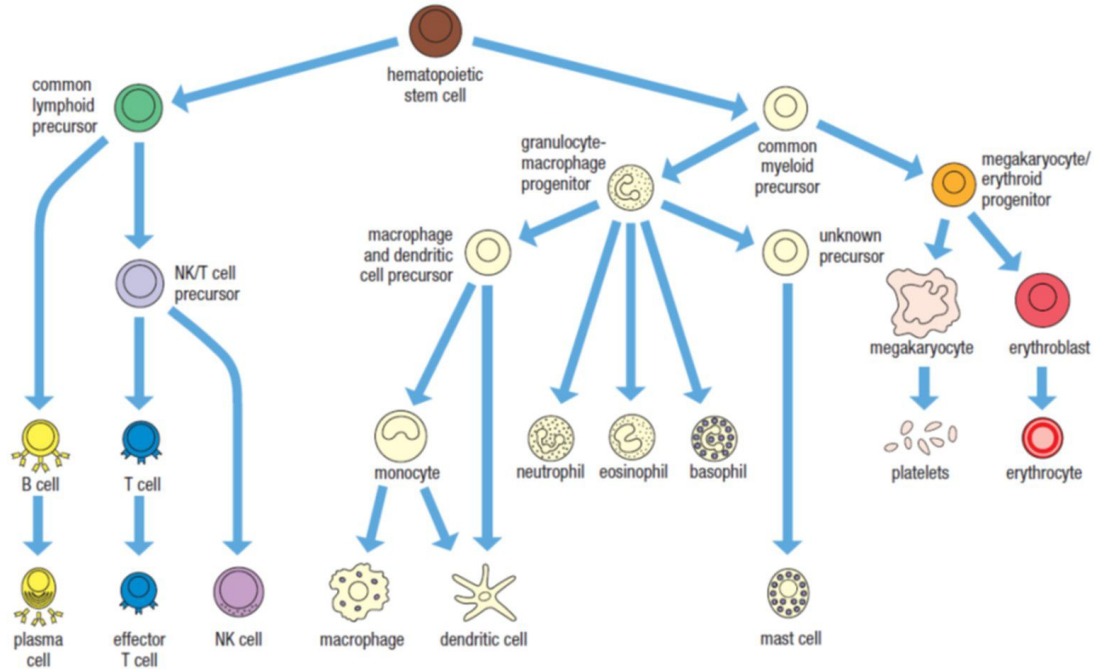 hematopoietic
stem cell
common
lymphoid
precursor
common
myeloid
precursor
granulocyte-
macrophage
progenitor
megakaryocyte/
erythroid
progenitor
macrophage
and dendritic
cell precursor
unknown
precursor
NK/T cell
precursor
megakaryocyte
erythroblast
B cell
T cell
monocyte
neutrophil
eosinophil
basophil
platelets
erythrocyte
plasma
cell
effector
T cell
NK cell
macrophage
dendritic cell
mast cell